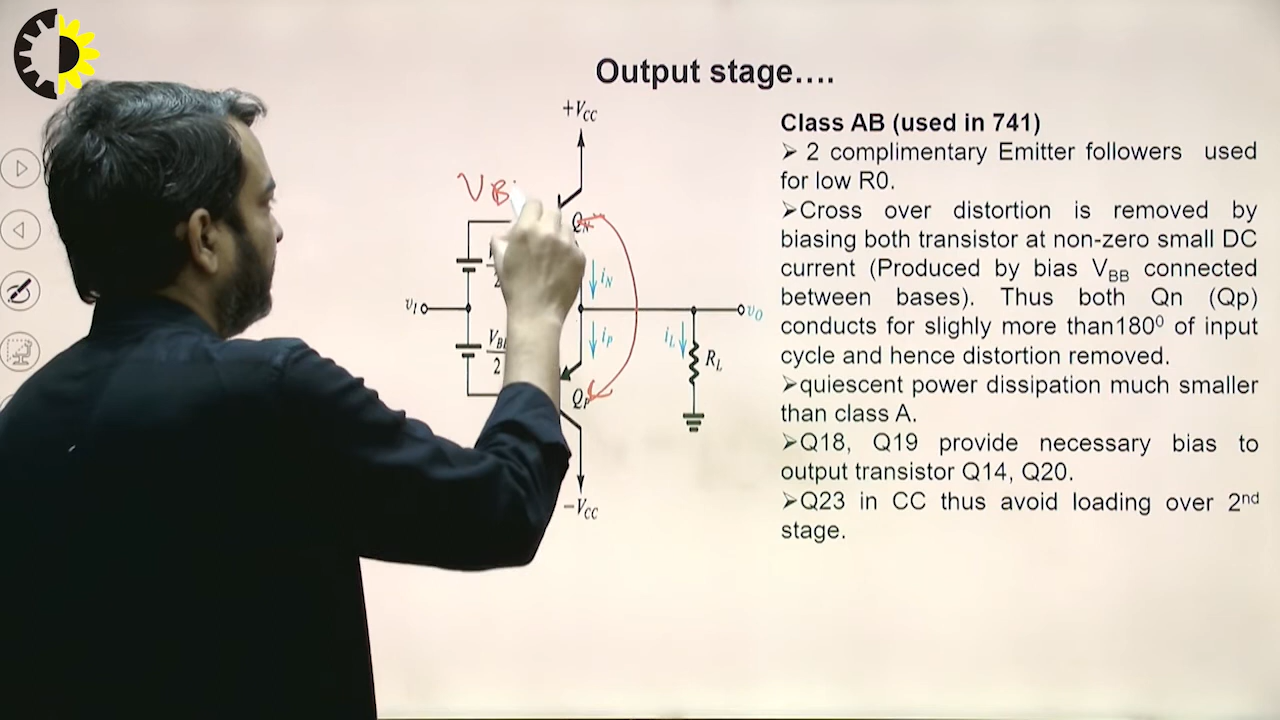 Output stage....
+VCC
Class AB (used in 741)
➢ 2 complimentary Emitter followers used
for low R0.
➢Cross over distortion is removed by
biasing both transistor at non-zero small DC
current (Produced by bias VBB connected
between bases). Thus both Qn (Qp)
conducts for slighly more than180⁰ of input
cycle and hence distortion removed.
➢quiescent power dissipation much smaller
than class A.
➢Q18, Q19 provide necessary bias to
output transistor Q14, Q20.
➢Q23 in CC thus avoid loading over 2nd
stage.
VB
QN
iN
vI
vO
iP
iL
RL
2
QP
-VCC